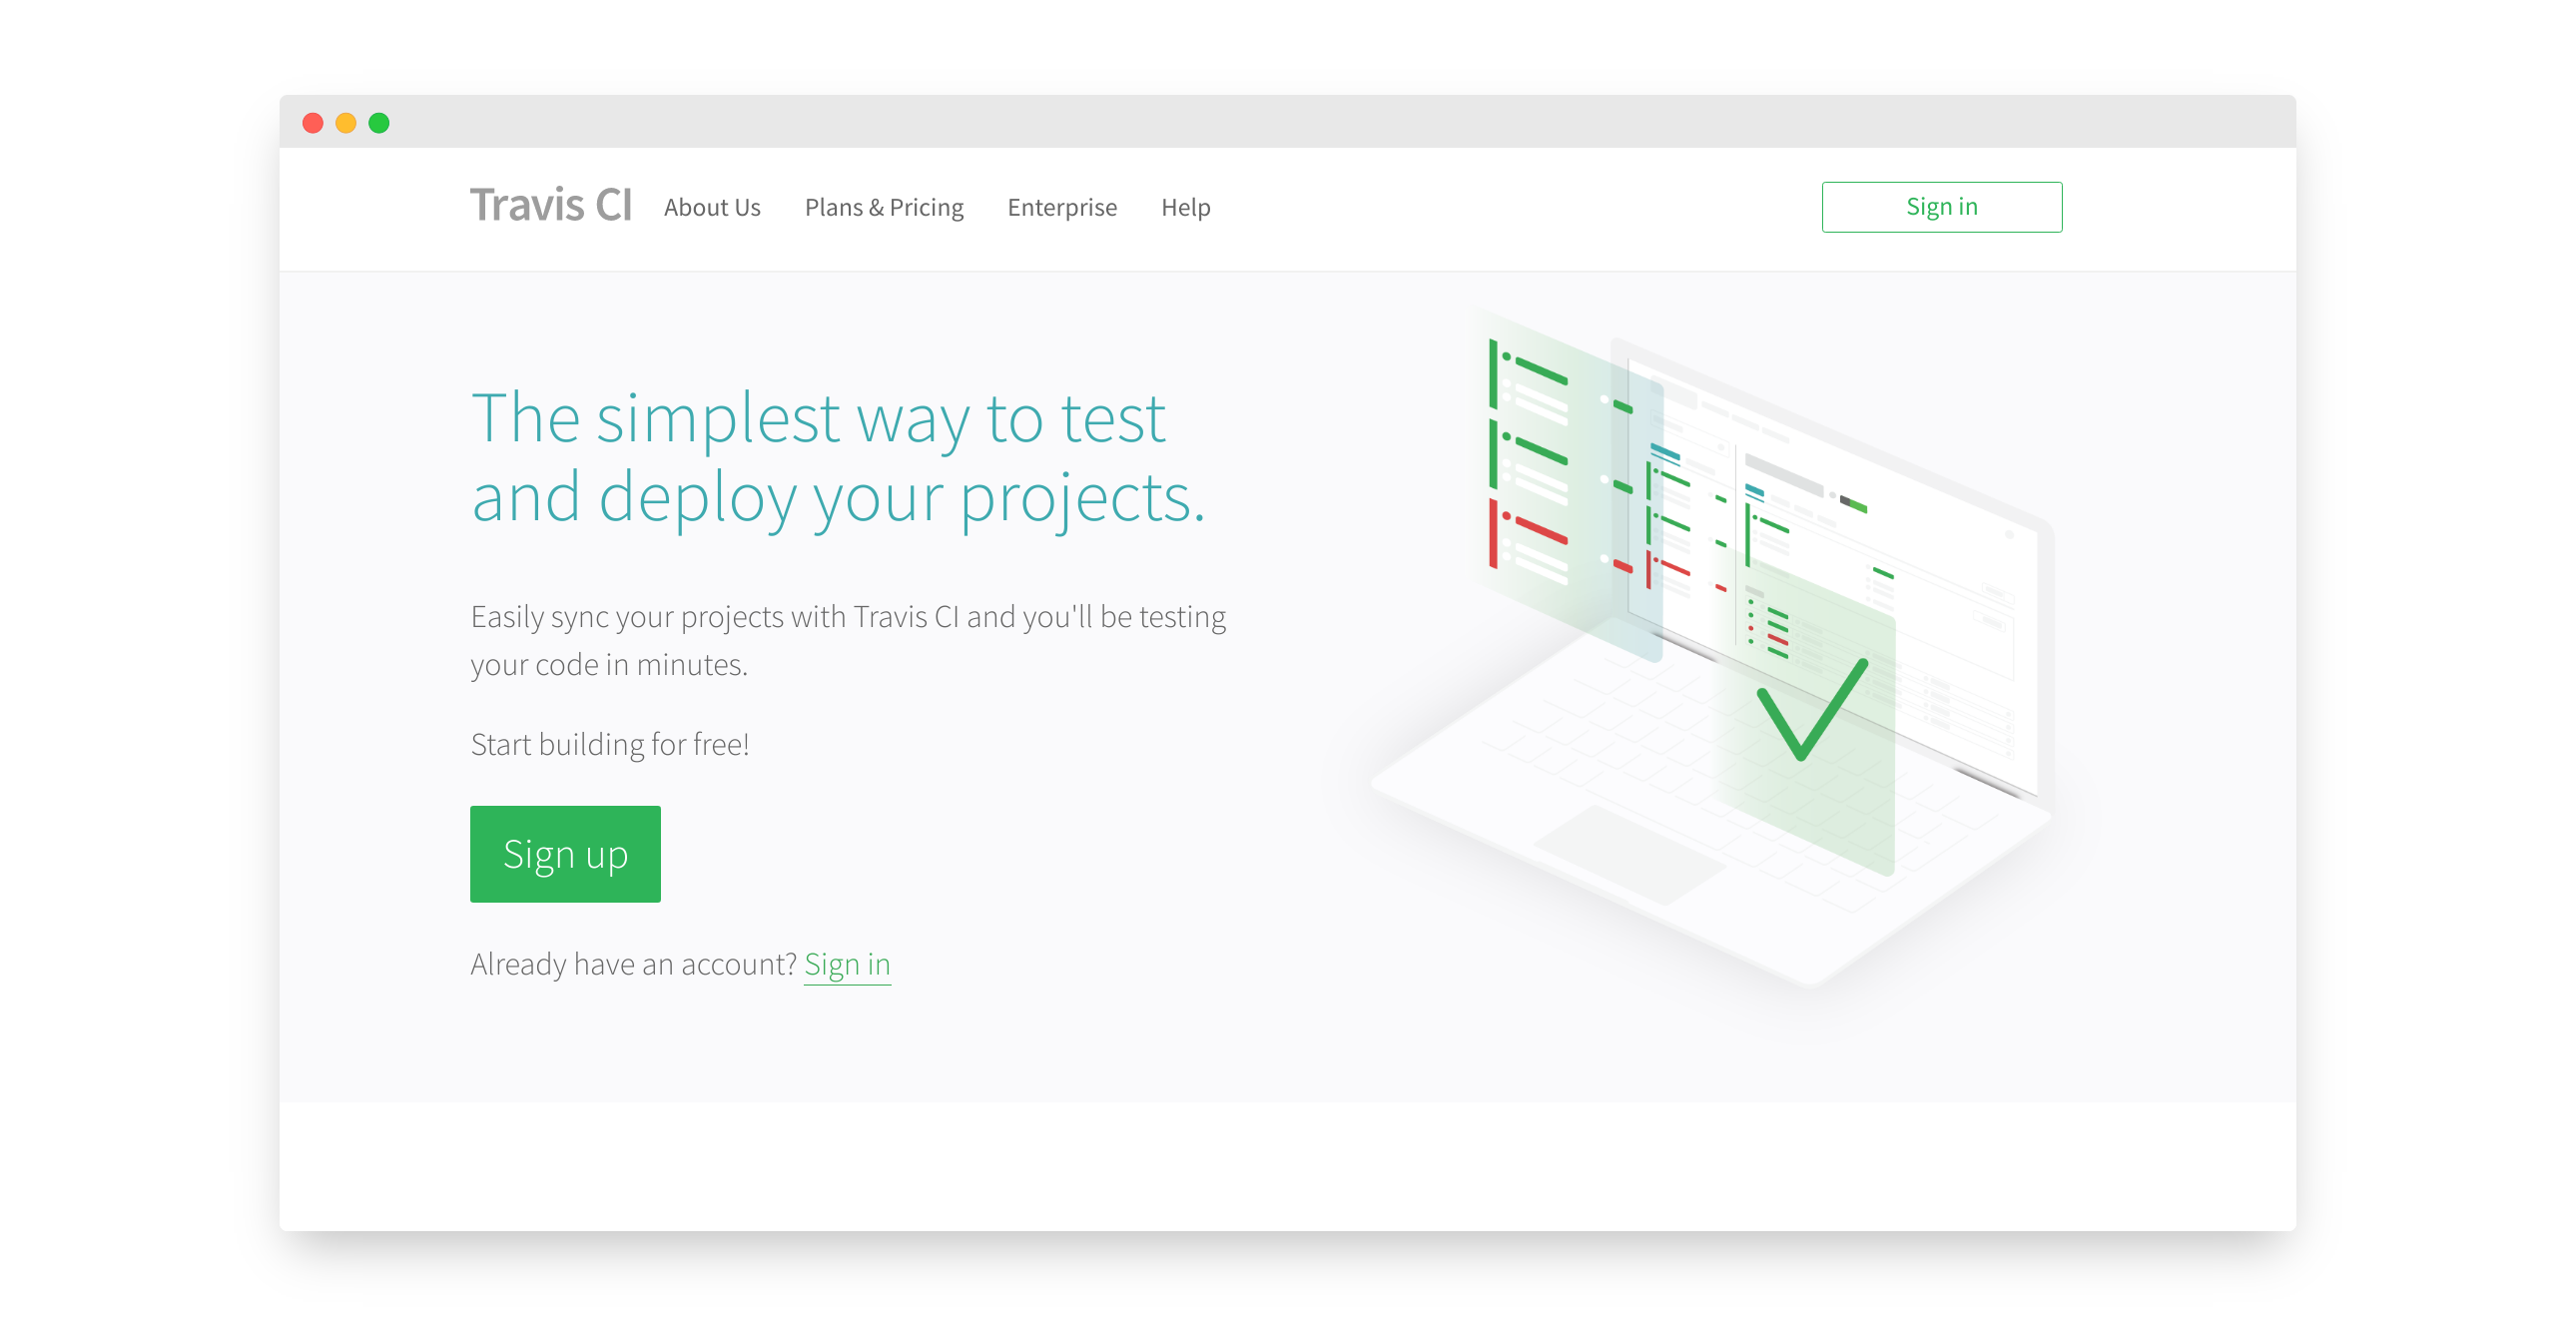 Travis CI About Us Plans & Pricing Enterprise Help Sign in
The simplest way to test
and deploy your projects.
Easily sync your projects with Travis CI and you'll be testing
your code in minutes.
Start building for free!
Sign up
Already have an account? Sign in